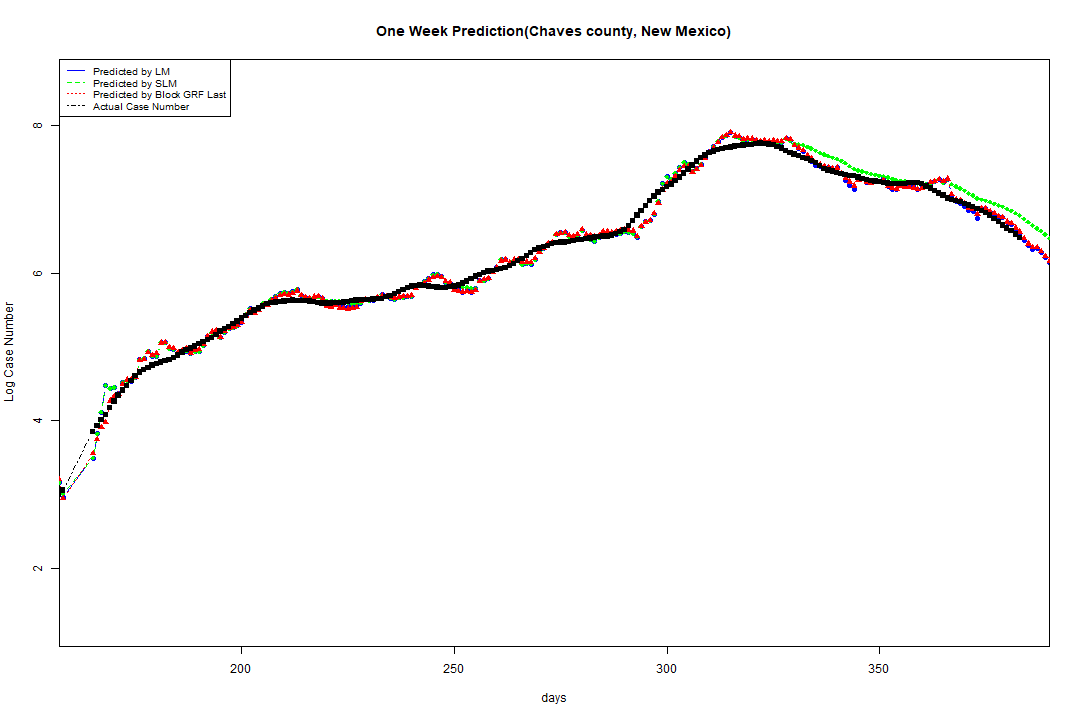 One Week Prediction(Chaves county, New Mexico)
Predicted by LM
Predicted by SLM
Predicted by Block GRF Last
Actual Case Number
8
6
4
2
Log Case Number
200 250 300 350
days